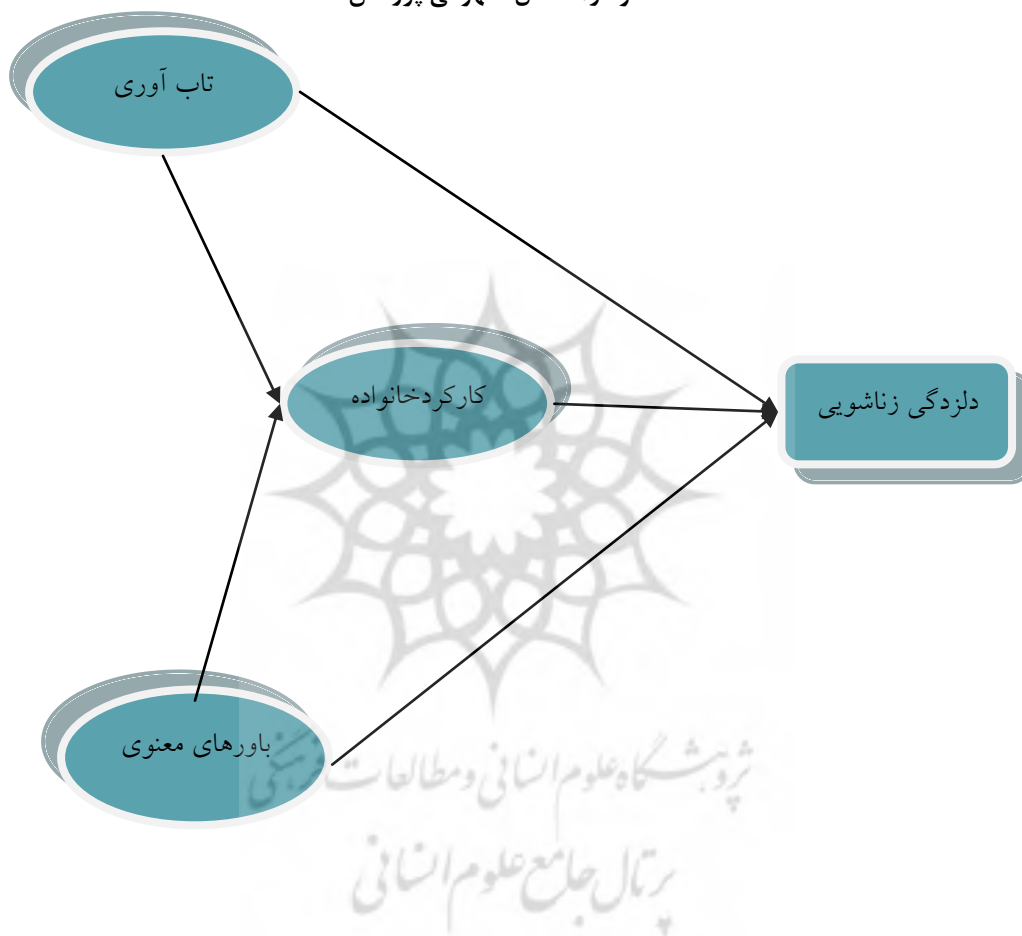 تاب آوری
کارکردخانواده
دلزدگی زناشویی
باورهای معنوی
پژوهشگاه علوم انسانی و مطالعات فرهنگی
پرتال جامع علوم انسانی